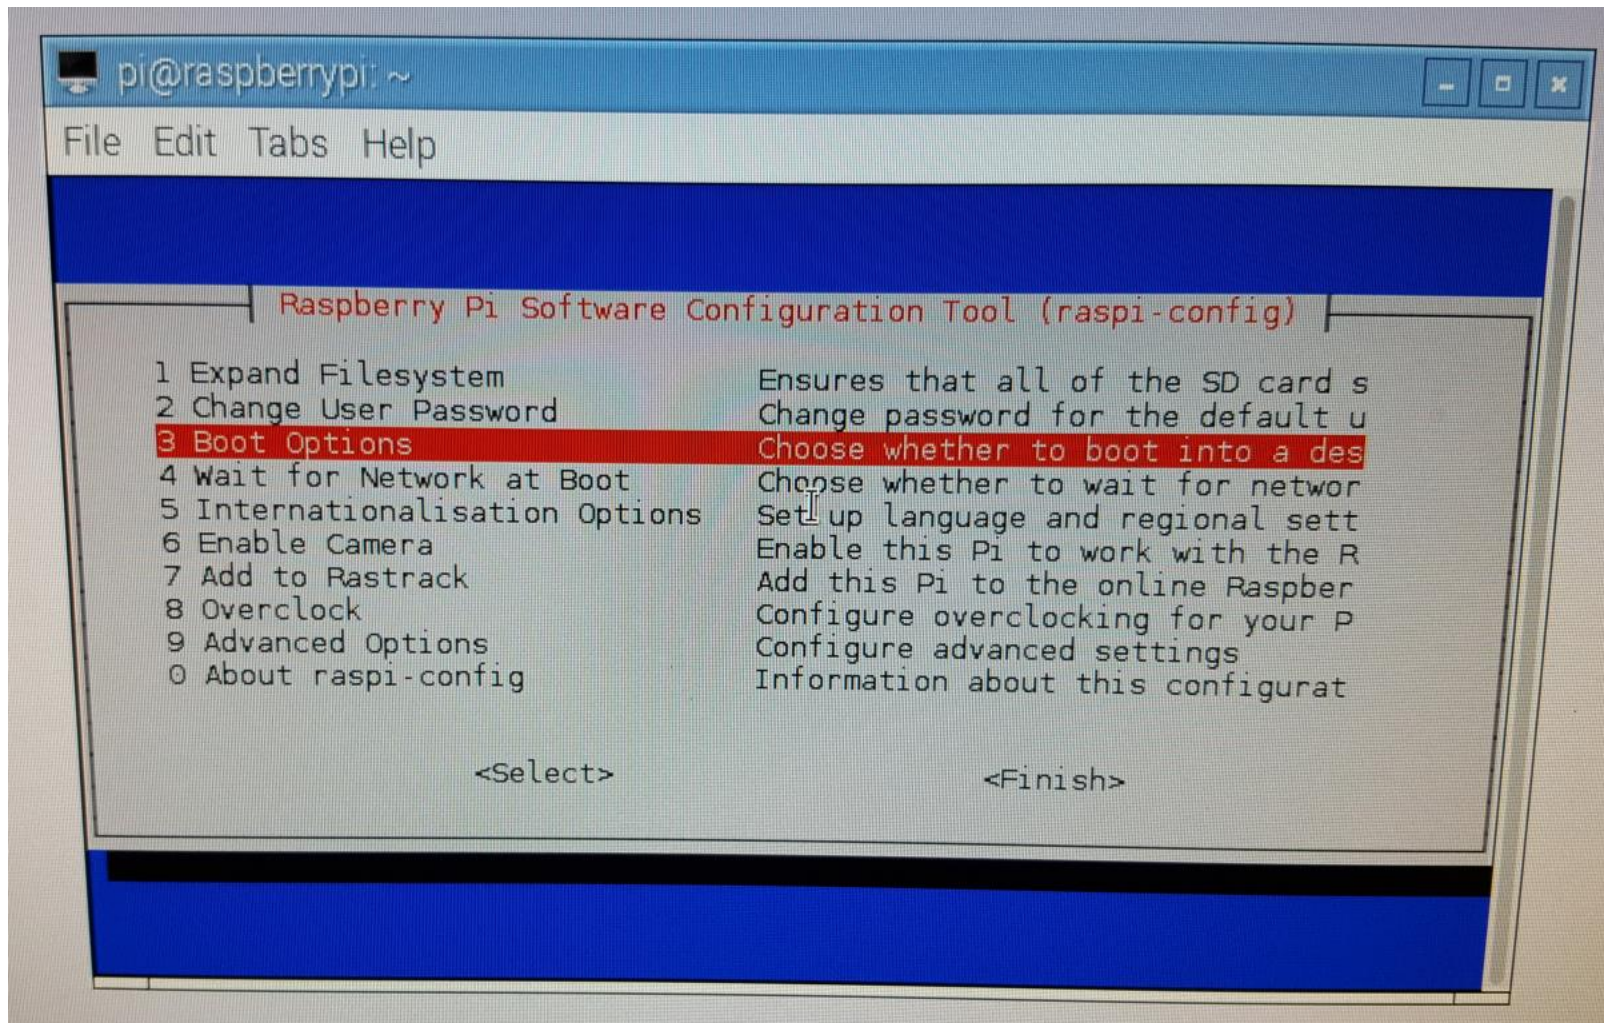 pi@raspberrypi: ~
File Edit Tabs Help
Raspberry Pi Software Configuration Tool (raspi-config)
1 Expand Filesystem Ensures that all of the SD card s
2 Change User Password Change password for the default u
3 Boot Options Choose whether to boot into a des
4 Wait for Network at Boot Choose whether to wait for networ
5 Internationalisation Options Set up language and regional sett
6 Enable Camera Enable this Pi to work with the R
7 Add to Rastrack Add this Pi to the online Raspber
8 Overclock Configure overclocking for your P
9 Advanced Options Configure advanced settings
0 About raspi-config Information about this configurat
<Select> <Finish>